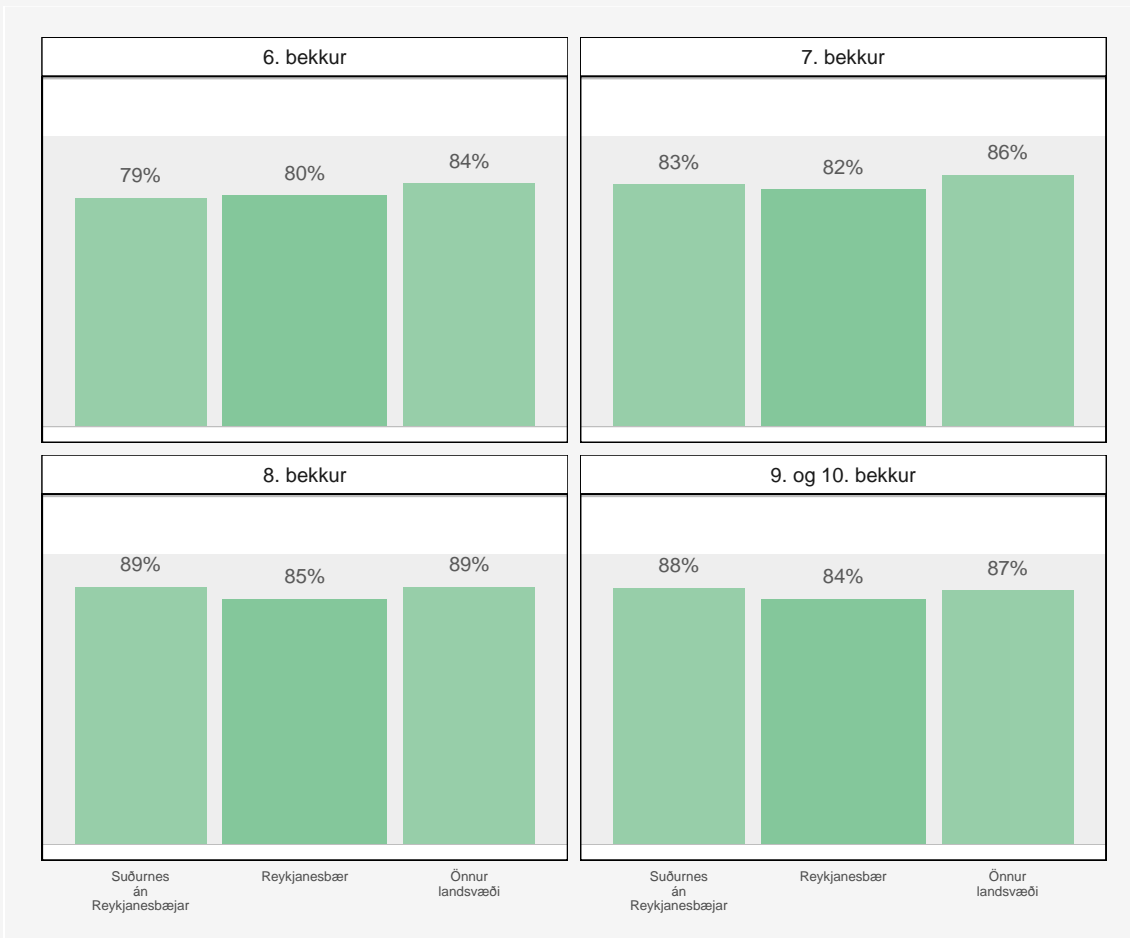 6. bekkur
79%
80%
84%
7. bekkur
83%
82%
86%
8. bekkur
89%
85%
89%
9. og 10. bekkur
88%
84%
87%
Suðurnes
án
Reykjanesbæjar
Reykjanesbær
Önnur
landsvæði
Suðurnes
án
Reykjanesbæjar
Reykjanesbær
Önnur
landsvæði